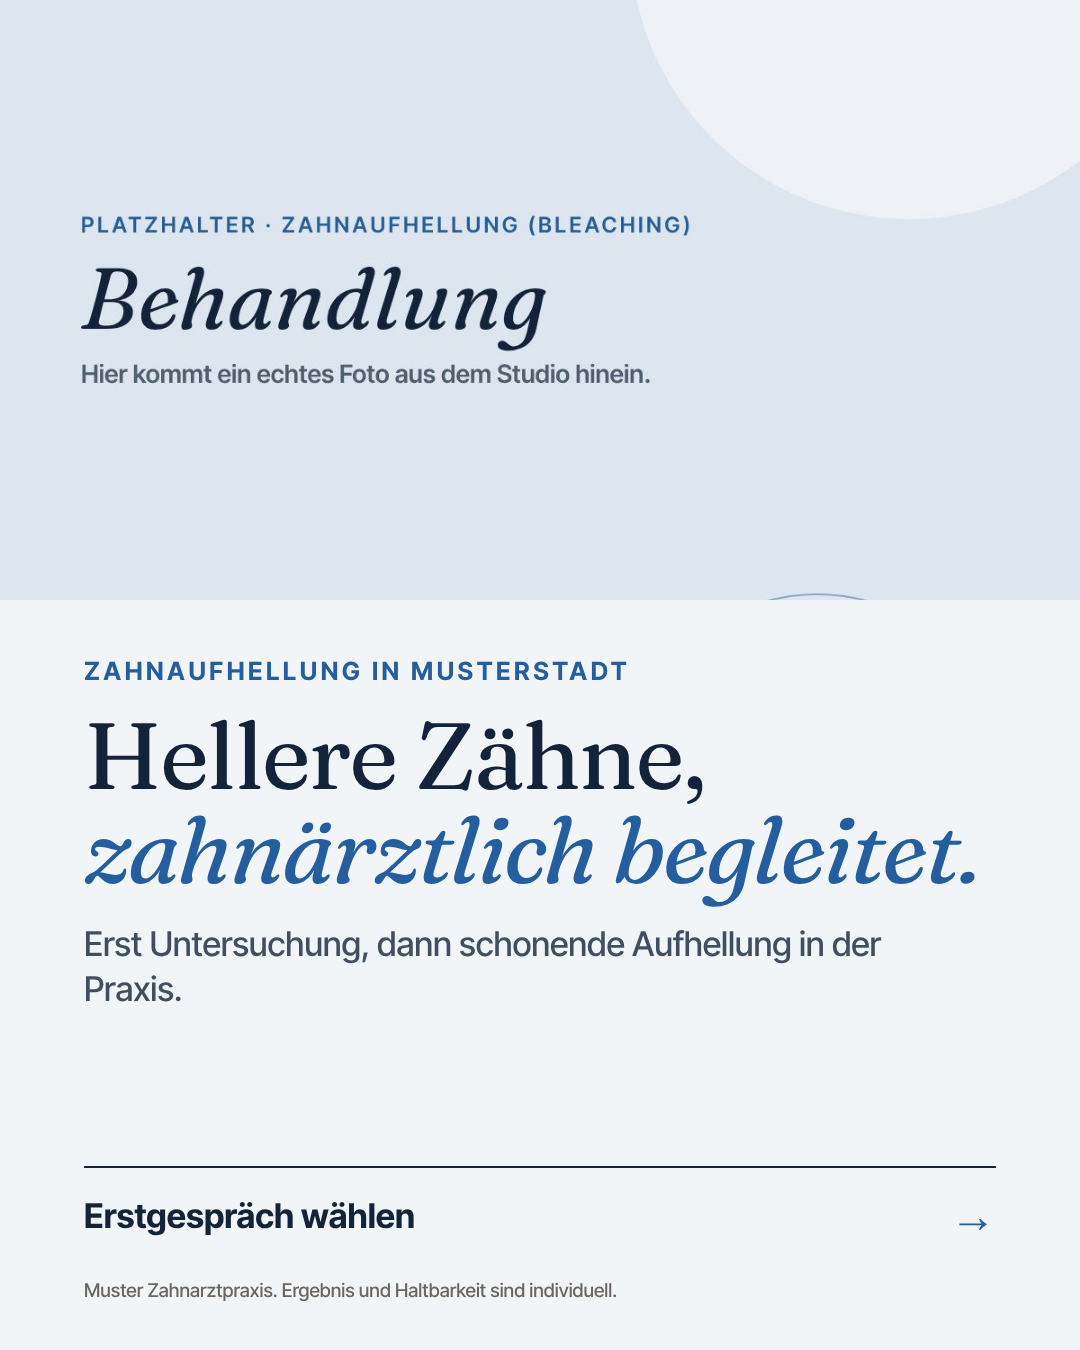 PLATZHALTER · ZAHNAUFHELLUNG (BLEACHING)
Behandlung
Hier kommt ein echtes Foto aus dem Studio hinein.
ZAHNAUFHELLUNG IN MUSTERSTADT
Hellere Zähne,
zahnärztlich begleitet.
Erst Untersuchung, dann schonende Aufhellung in der
Praxis.
Erstgespräch wählen →
Muster Zahnarztpraxis. Ergebnis und Haltbarkeit sind individuell.